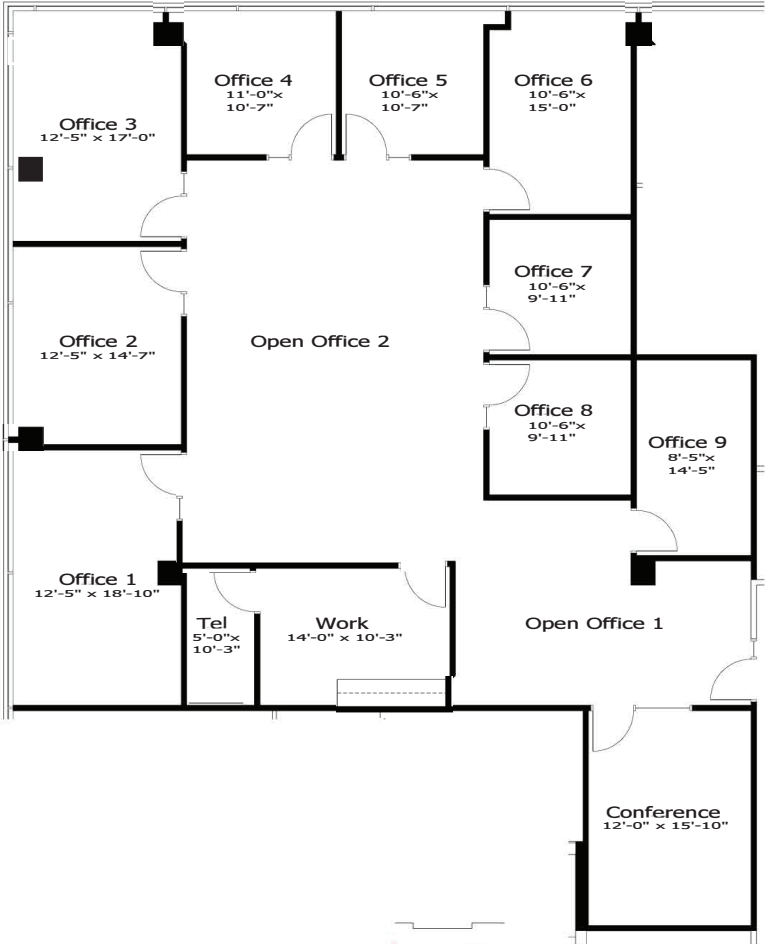 Office 4
11'-0"x
10'-7"
Office 5
10'-6"x
10'-7"
Office 6
10'-6"x
15'-0"
Office 3
12'-5" x 17'-0"
Office 7
10'-6"x
9'-11"
Office 2
12'-5" x 14'-7"
Open Office 2
Office 8
10'-6"x
9'-11"
Office 9
8'-5"x
14'-5"
Office 1
12'-5" x 18'-10"
Tel
5'-0"x
10'-3"
Work
14'-0" x 10'-3"
Open Office 1
Conference
12'-0" x 15'-10"